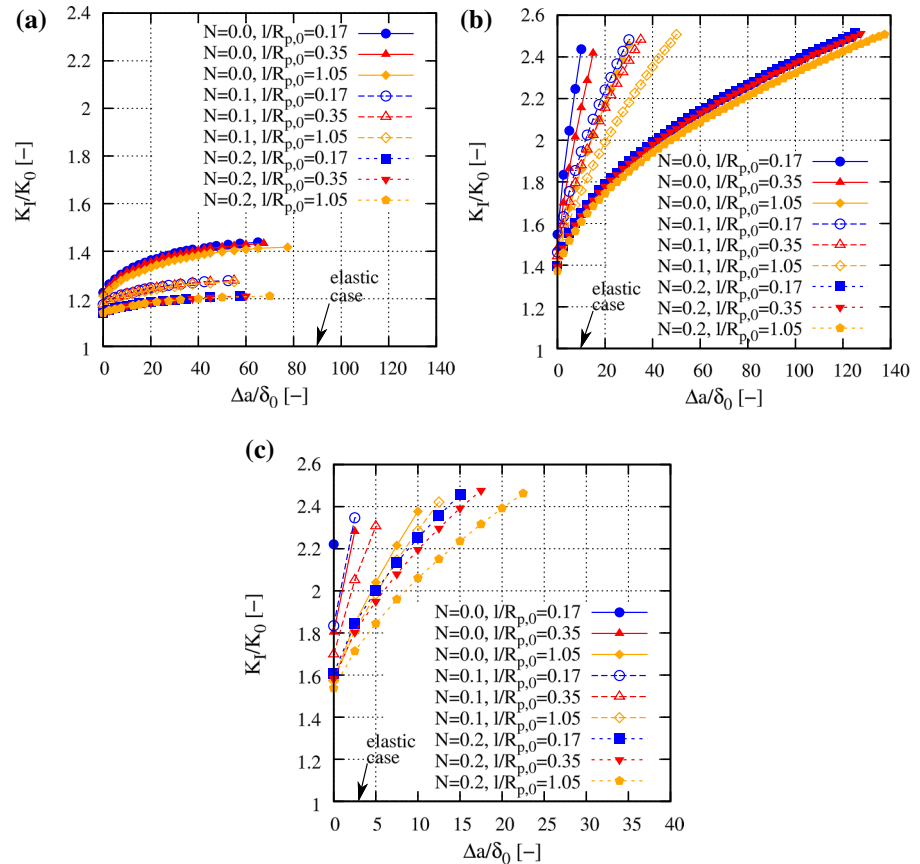 (a)
2.4
2.2
2
1.8
1.6
1.4
1.2
1
K_I/K_0 [−]
N=0.0, l/R_p,0=0.17
N=0.0, l/R_p,0=0.35
N=0.0, l/R_p,0=1.05
N=0.1, l/R_p,0=0.17
N=0.1, l/R_p,0=0.35
N=0.1, l/R_p,0=1.05
N=0.2, l/R_p,0=0.17
N=0.2, l/R_p,0=0.35
N=0.2, l/R_p,0=1.05
elastic
case
0 20 40 60 80 100 120 140
Δa/δ_0 [−]
(b)
2.6
2.4
2.2
2
1.8
1.6
1.4
1.2
1
K_I/K_0 [−]
N=0.0, l/R_p,0=0.17
N=0.0, l/R_p,0=0.35
N=0.0, l/R_p,0=1.05
N=0.1, l/R_p,0=0.17
N=0.1, l/R_p,0=0.35
N=0.1, l/R_p,0=1.05
N=0.2, l/R_p,0=0.17
N=0.2, l/R_p,0=0.35
N=0.2, l/R_p,0=1.05
elastic
case
0 20 40 60 80 100 120 140
Δa/δ_0 [−]
(c)
2.6
2.4
2.2
2
1.8
1.6
1.4
1.2
1
K_I/K_0 [−]
N=0.0, l/R_p,0=0.17
N=0.0, l/R_p,0=0.35
N=0.0, l/R_p,0=1.05
N=0.1, l/R_p,0=0.17
N=0.1, l/R_p,0=0.35
N=0.1, l/R_p,0=1.05
N=0.2, l/R_p,0=0.17
N=0.2, l/R_p,0=0.35
N=0.2, l/R_p,0=1.05
elastic
case
0 5 10 15 20 25 30 35 40
Δa/δ_0 [−]